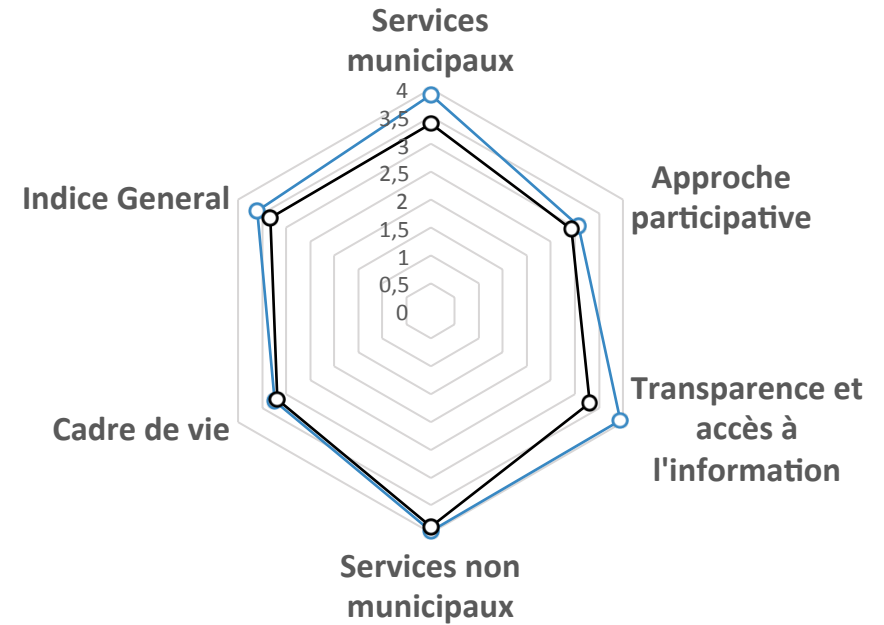 Services
municipaux
4
3,5
3
2,5
2
1,5
1
0,5
0
Approche
participative
Transparence et
accès à
l'information
Services non
municipaux
Cadre de vie
Indice General